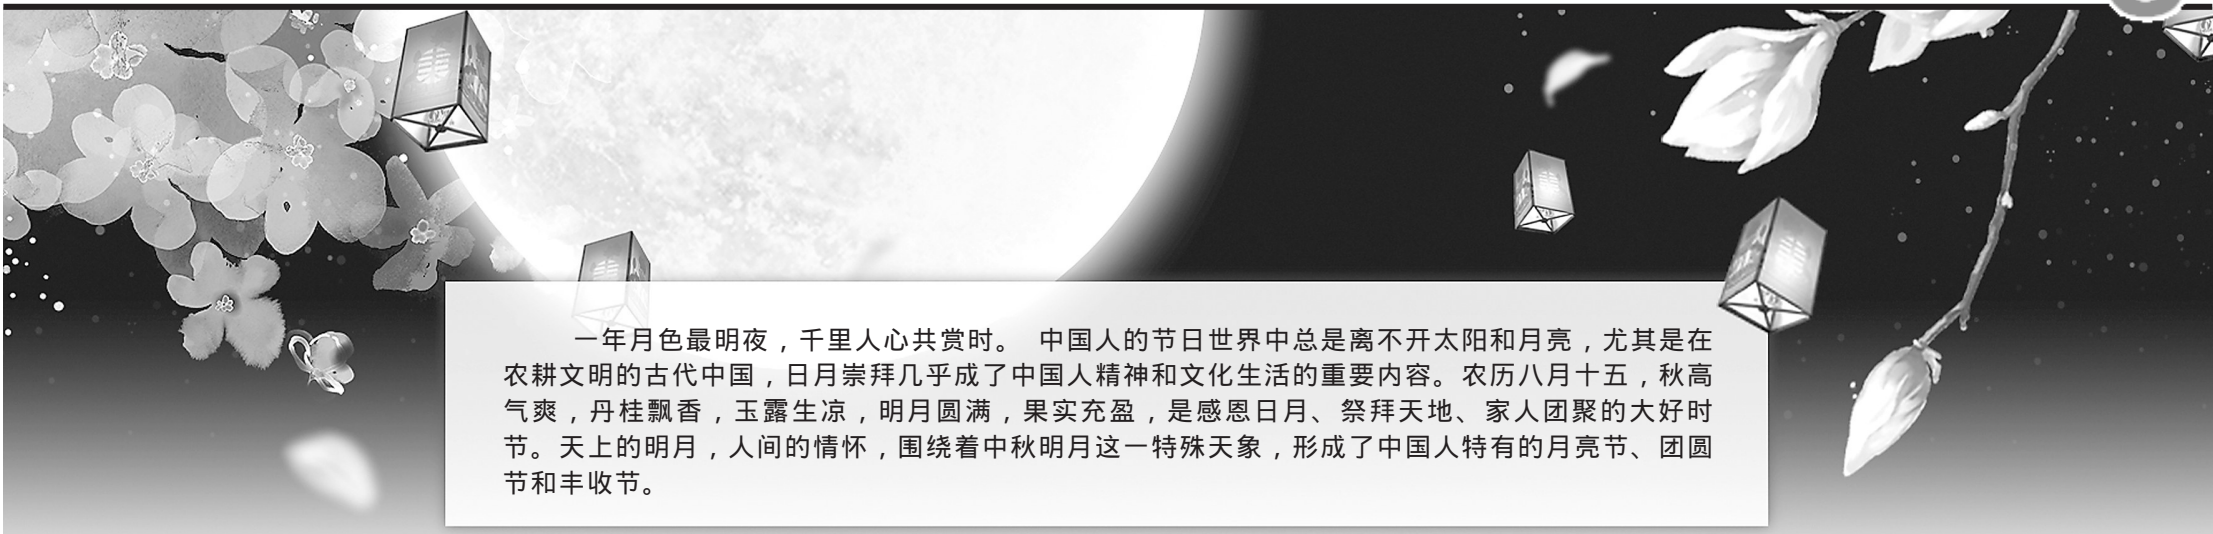 一年月色最明夜，千里人心共赏时。 中国人的节日世界中总是离不开太阳和月亮，尤其是在
农耕文明的古代中国，日月崇拜几乎成了中国人精神和文化生活的重要内容。农历八月十五，秋高
气爽，丹桂飘香，玉露生凉，明月圆满，果实充盈，是感恩日月、祭拜天地、家人团聚的大好时
节。天上的明月，人间的情怀，围绕着中秋明月这一特殊天象，形成了中国人特有的月亮节、团圆
节和丰收节。